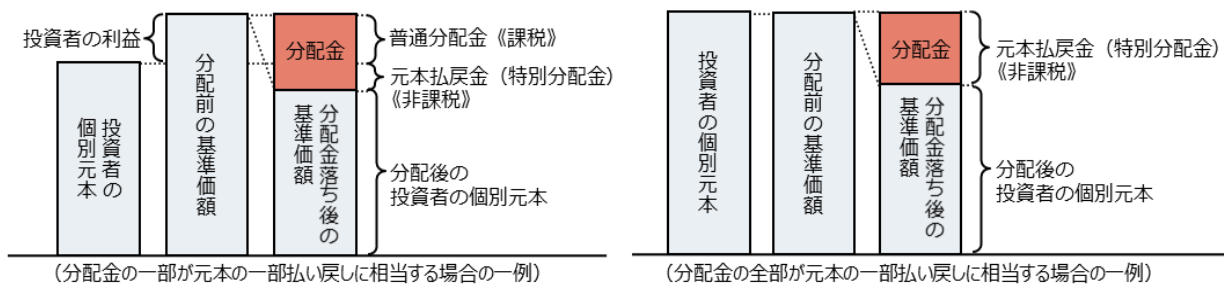 投資者の利益
投資者の
個別元本
分配前の基準価額
分配金
分配金落ち後の
基準価額
普通分配金《課税》
元本払戻金（特別分配金）
《非課税》
分配後の
投資者の個別元本
（分配金の一部が元本の一部払い戻しに相当する場合の一例）
投資者の個別元本
分配前の基準価額
分配金
分配金落ち後の
基準価額
元本払戻金（特別分配金）
《非課税》
分配後の
投資者の個別元本
（分配金の全部が元本の一部払い戻しに相当する場合の一例）